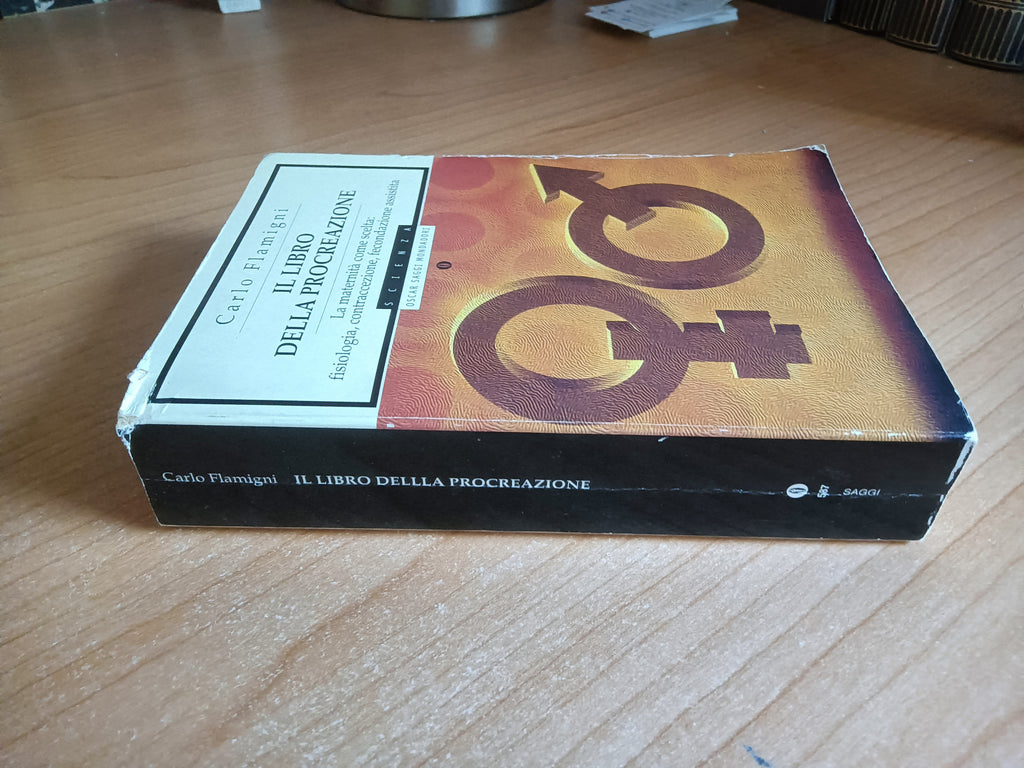 Carlo Flamigni
IL LIBRO
DELLA PROCREAZIONE
La maternità come scelta:
fisiologia, contraccezione, fecondazione assistita
SCIENZA
OSCAR SAGGI MONDADORI
Carlo Flamigni IL LIBRO DELLLA PROCREAZIONE 587 SAGGI